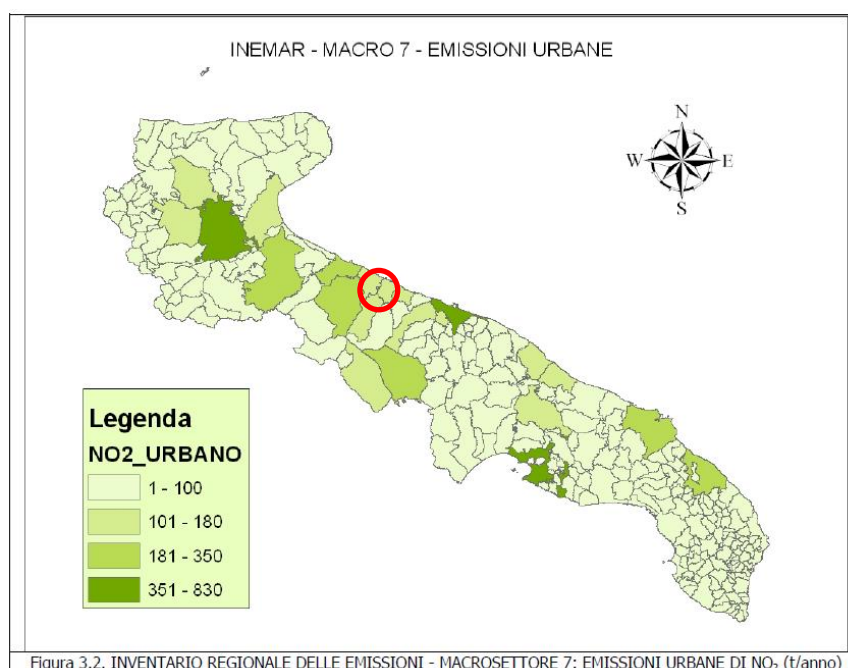 INEMAR - MACRO 7 - EMISSIONI URBANE
N
W E
S
Legenda
NO2_URBANO
1 - 100
101 - 180
181 - 350
351 - 830
Figura 3.2. INVENTARIO REGIONALE DELLE EMISSIONI - MACROSETTORE 7: EMISSIONI URBANE DI NO₂ (t/anno)